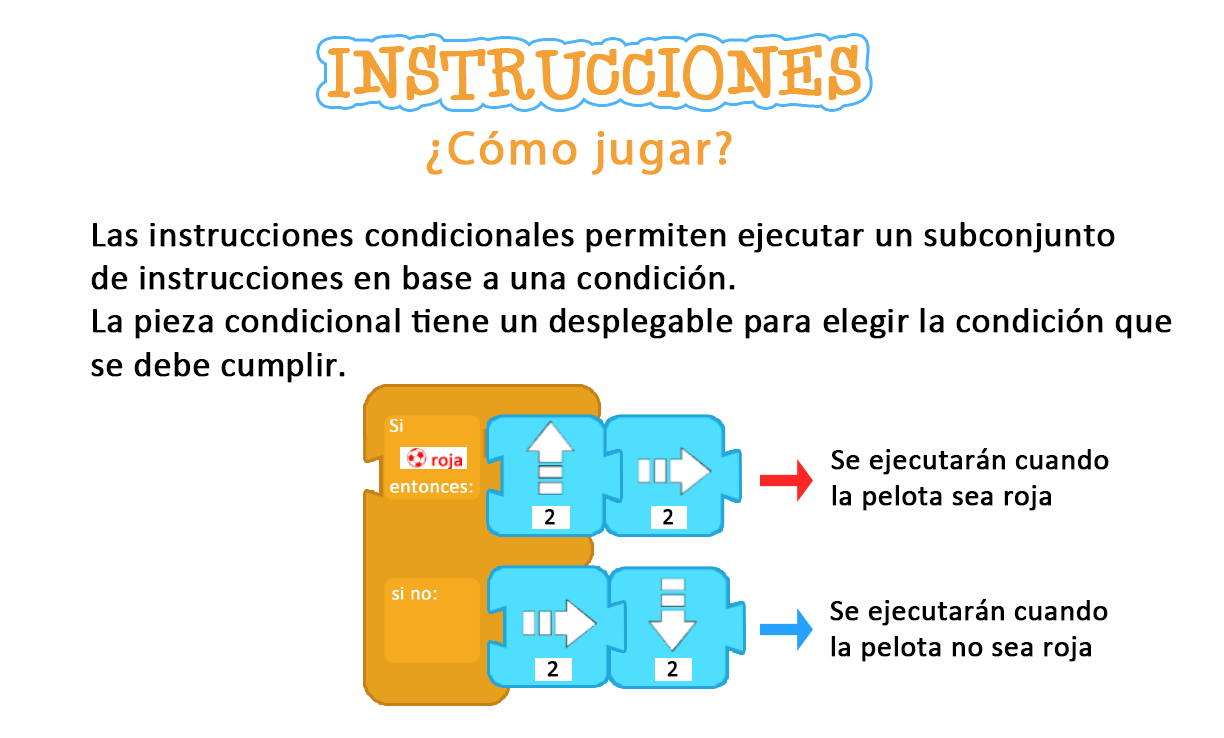 INSTRUCCIONES
¿Cómo jugar?
Las instrucciones condicionales permiten ejecutar un subconjunto
de instrucciones en base a una condición.
La pieza condicional tiene un desplegable para elegir la condición que
se debe cumplir.
Si
roja
entonces:
2
2
Se ejecutarán cuando
la pelota sea roja
si no:
2
2
Se ejecutarán cuando
la pelota no sea roja